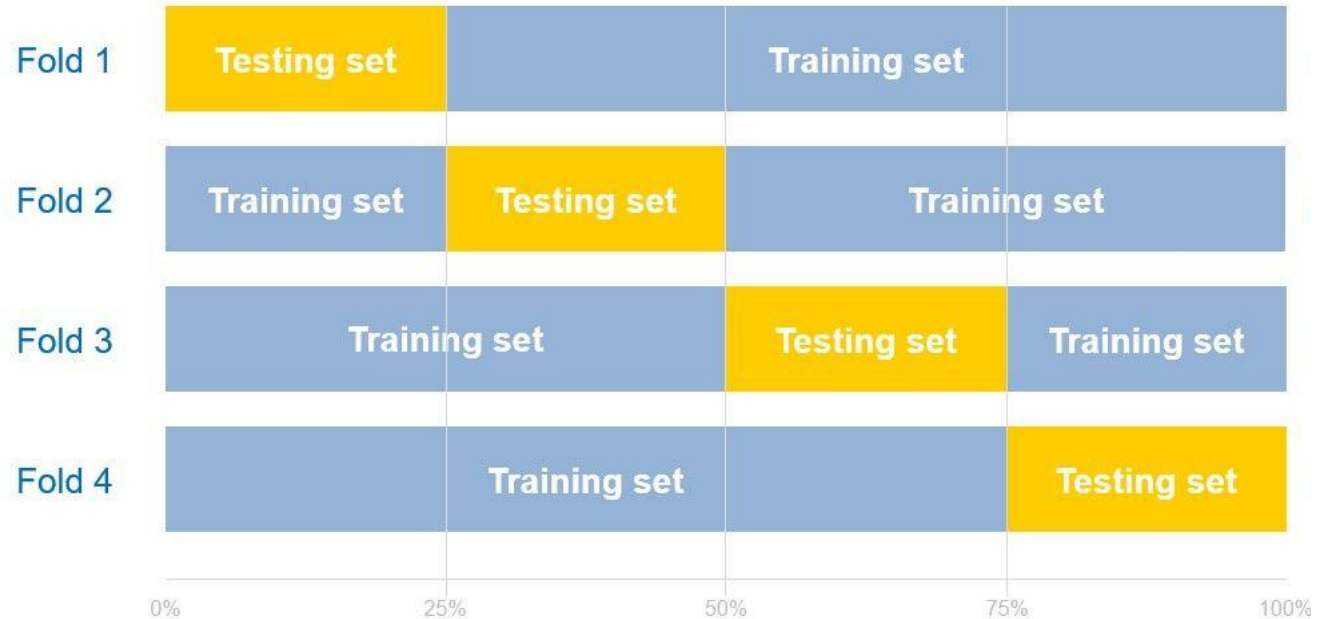 Fold 1 Testing set Training set
Fold 2 Training set Testing set Training set
Fold 3 Training set Testing set Training set
Fold 4 Training set Testing set
0% 25% 50% 75% 100%